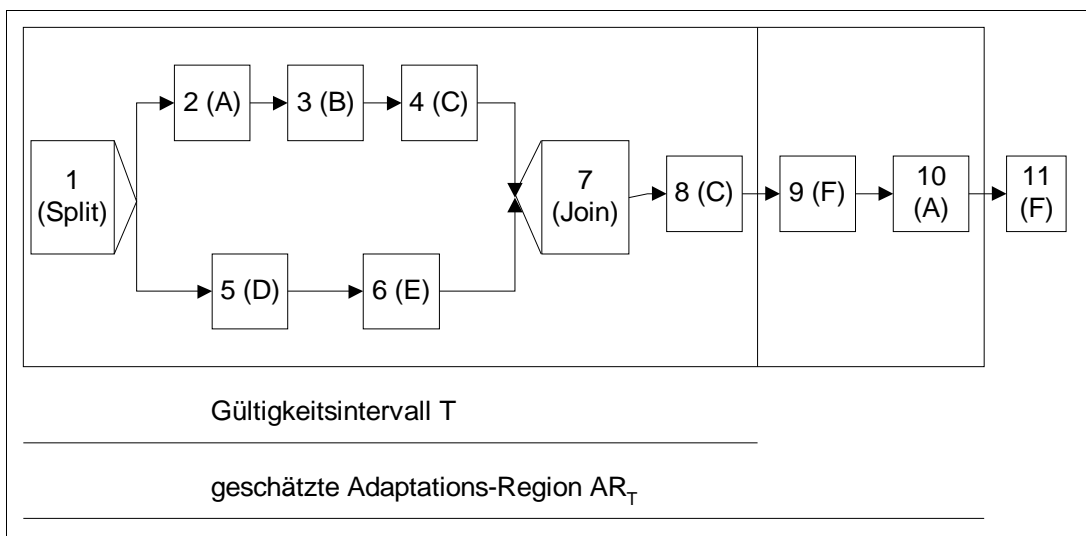 2 (A)
3 (B)
4 (C)
1
(Split)
7
(Join)
8 (C)
9 (F)
10
(A)
11
(F)
5 (D)
6 (E)
Gültigkeitsintervall T
geschätzte Adaptations-Region AR_T